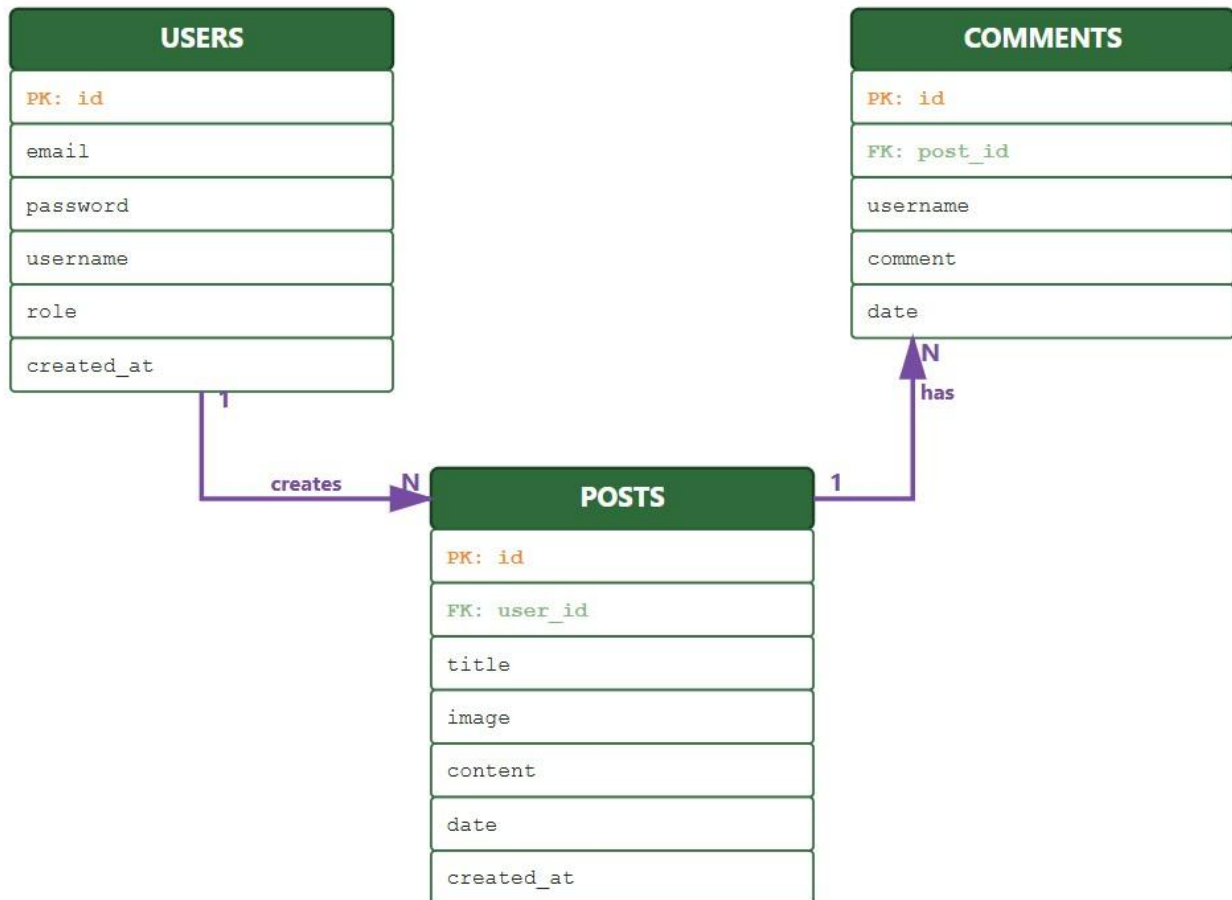 USERS
PK: id
email
password
username
role
created_at
1
creates
N
COMMENTS
PK: id
FK: post_id
username
comment
date
N
has
1
POSTS
PK: id
FK: user_id
title
image
content
date
created_at